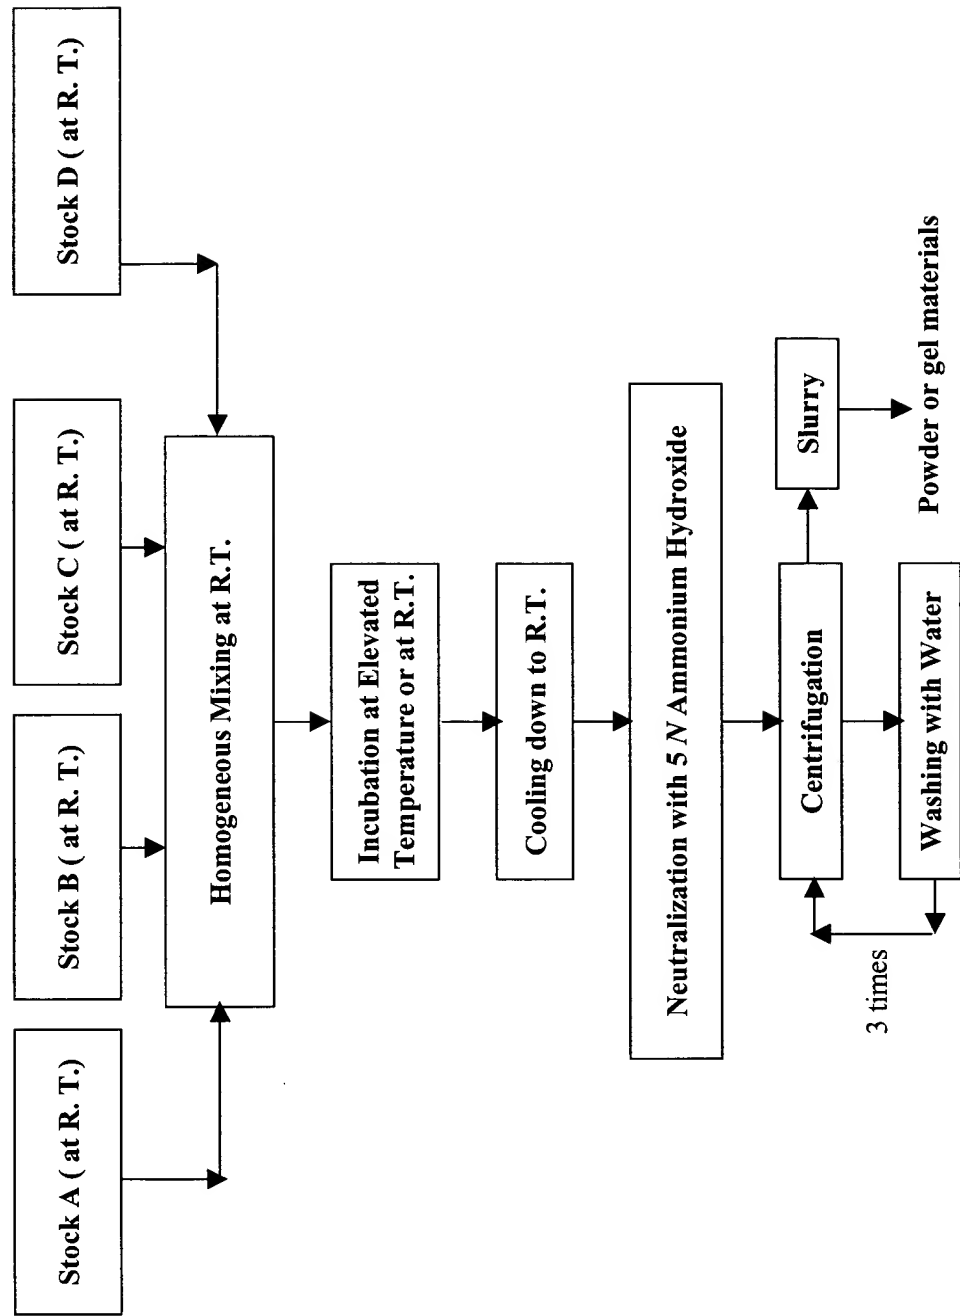 Stock A ( at R. T.)
Stock B ( at R. T.)
Stock C ( at R. T.)
Stock D ( at R. T.)
Homogeneous Mixing at R.T.
Incubation at Elevated
Temperature or at R.T.
Cooling down to R.T.
Neutralization with 5 N Ammonium Hydroxide
Centrifugation
Slurry
3 times
Washing with Water
Powder or gel materials